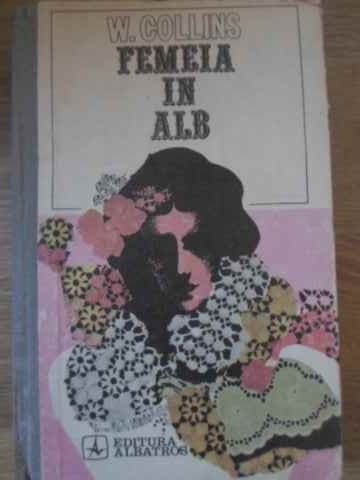 W. COLLINS
FEMEIA
IN
ALB
EDITURA
ALBATROS